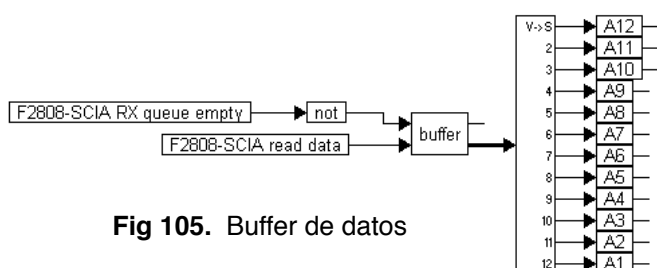 V->S A12
2 A11
3 A10
4 A9
F2808-SCIA RX queue empty not
5 A8
buffer
6 A7
F2808-SCIA read data
7 A6
8 A5
9 A4
10 A3
Fig 105. Buffer de datos
11 A2
12 A1